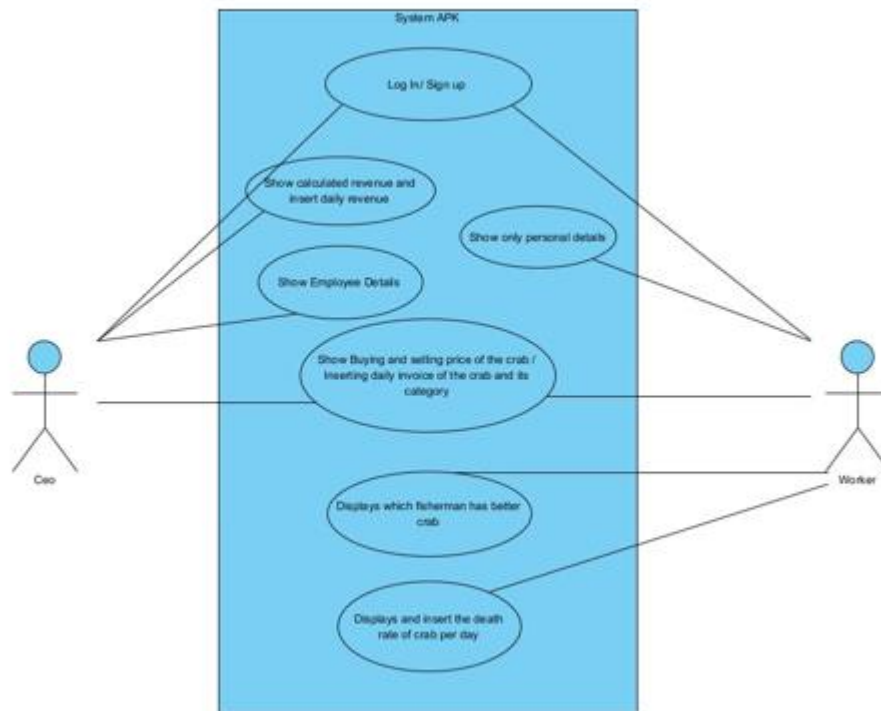 System APK
Log In/ Sign up
Show calculated revenue and
insert daily revenue
Show only personal details
Show Employee Details
Show Buying and selling price of the crab /
Inserting daily invoice of the crab and its
category
Ceo
Worker
Displays which fisherman has better
crab
Displays and insert the death
rate of crab per day